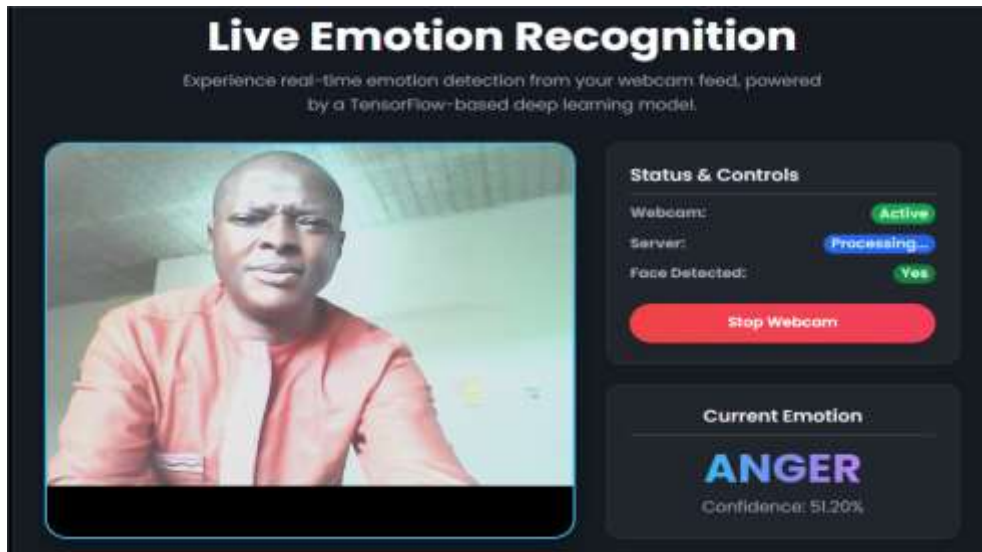 Live Emotion Recognition
Experience real-time emotion detection from your webcam feed, powered
by a TensorFlow-based deep learning model.
Status & Controls
Webcam: Active
Server: Processing...
Face Detected: Yes
Stop Webcam
Current Emotion
ANGER
Confidence: 51.20%